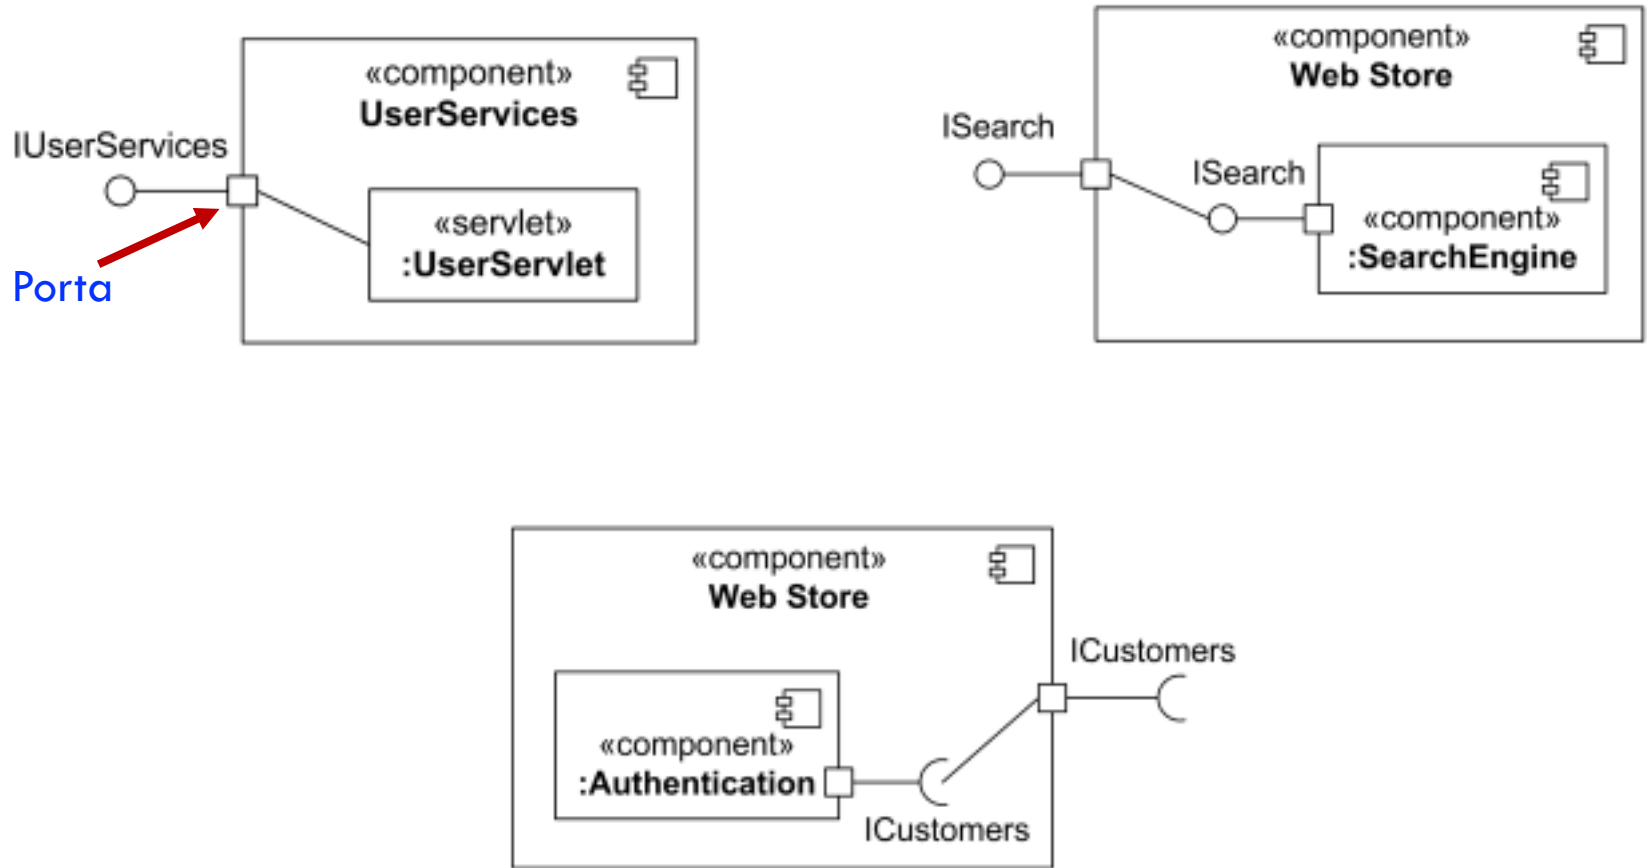 «component»
UserServices
IUserServices
«servlet»
:UserServlet
Porta
«component»
Web Store
ISearch
ISearch
«component»
:SearchEngine
«component»
Web Store
ICustomers
«component»
:Authentication
ICustomers